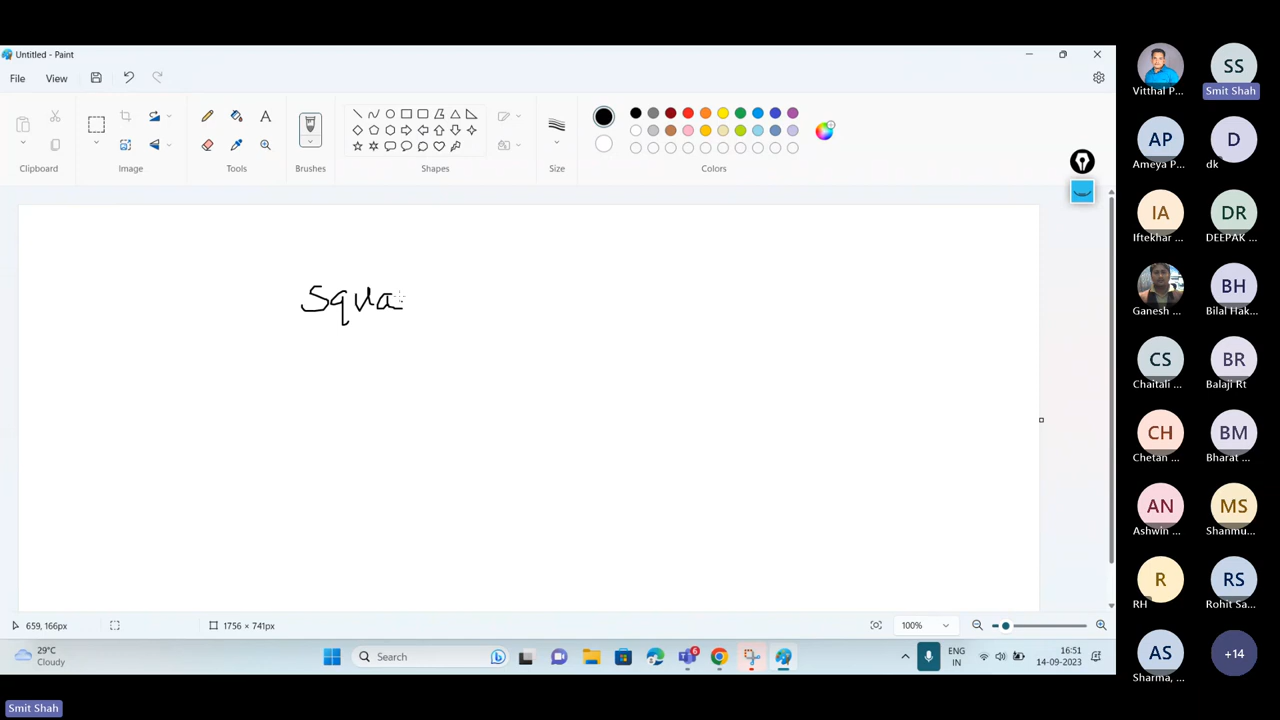 Untitled - Paint
File
View
Clipboard
Image
Tools
Brushes
Shapes
Size
Colors
Squa
659, 166px
1756 × 741px
100%
29°C
Cloudy
Search
6
ENG
IN
16:51
14-09-2023
Vitthal P...
SS
Smit Shah
AP
Ameya P...
D
dk
IA
Iftekhar ...
DR
DEEPAK ...
Ganesh ...
BH
Bilal Hak...
CS
Chaitali ...
BR
Balaji Rt
CH
Chetan ...
BM
Bharat ...
AN
Ashwin ...
MS
Shanmu...
R
RH
RS
Rohit Sa...
AS
Sharma, ...
+14
Smit Shah